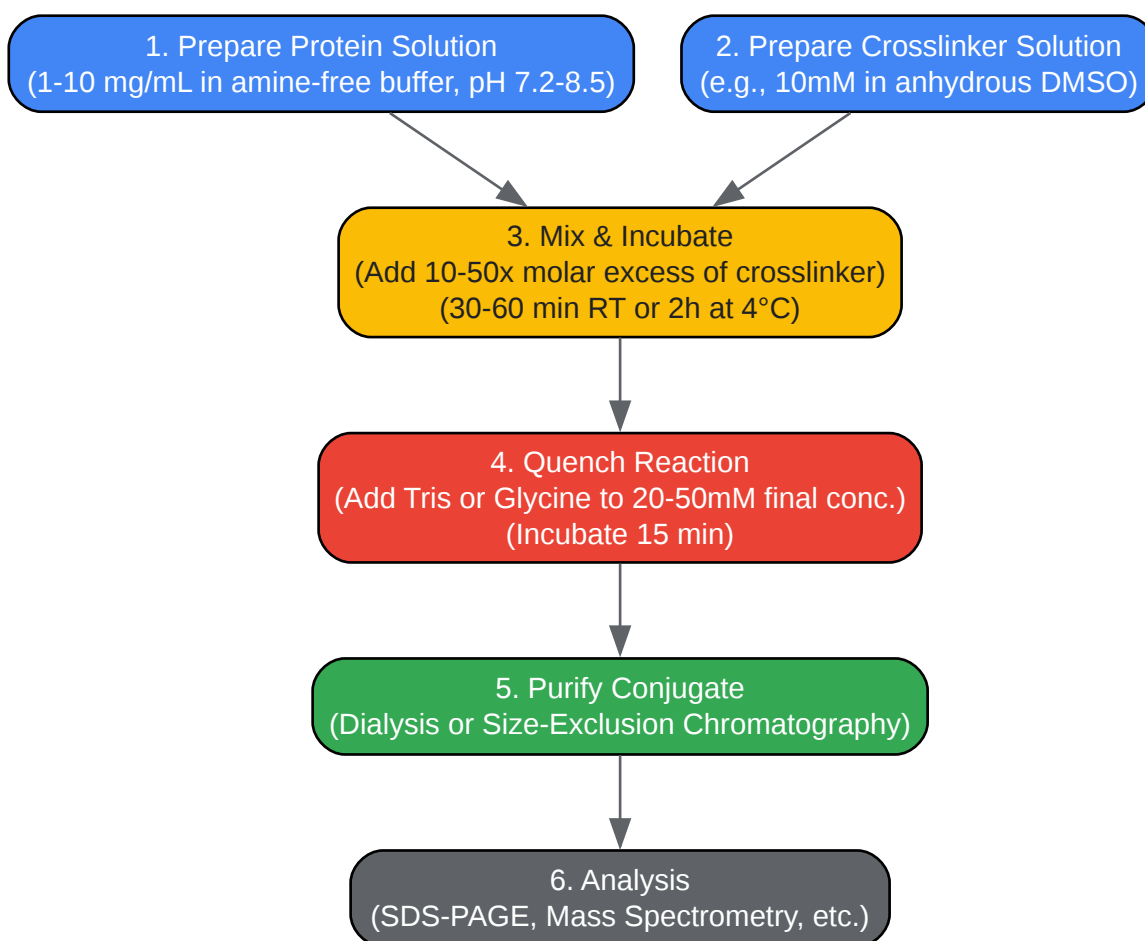 1. Prepare Protein Solution
(1-10 mg/mL in amine-free buffer, pH 7.2-8.5)
2. Prepare Crosslinker Solution
(e.g., 10mM in anhydrous DMSO)
3. Mix & Incubate
(Add 10-50x molar excess of crosslinker)
(30-60 min RT or 2h at 4°C)
4. Quench Reaction
(Add Tris or Glycine to 20-50mM final conc.)
(Incubate 15 min)
5. Purify Conjugate
(Dialysis or Size-Exclusion Chromatography)
6. Analysis
(SDS-PAGE, Mass Spectrometry, etc.)